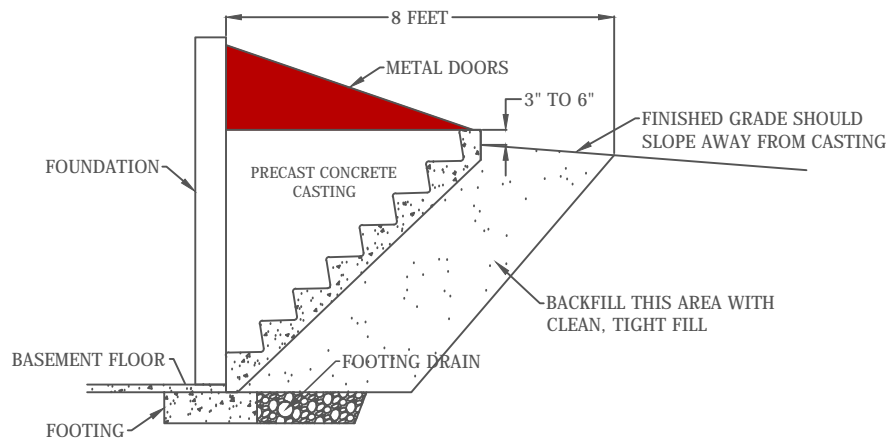 8 FEET
METAL DOORS
3" TO 6"
FINISHED GRADE SHOULD
SLOPE AWAY FROM CASTING
FOUNDATION
PRECAST CONCRETE
CASTING
BACKFILL THIS AREA WITH
CLEAN, TIGHT FILL
BASEMENT FLOOR
FOOTING DRAIN
FOOTING